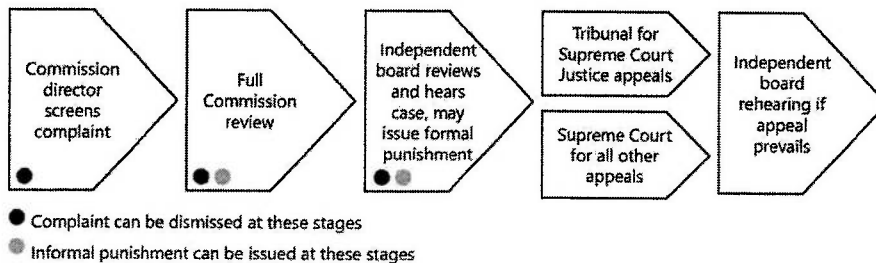 Commission
director
screens
complaint
Full
Commission
review
Independent
board reviews
and hears
case, may
issue formal
punishment
Tribunal for
Supreme Court
Justice appeals
Supreme Court
for all other
appeals
Independent
board
rehearing if
appeal
prevails
Complaint can be dismissed at these stages
Informal punishment can be issued at these stages